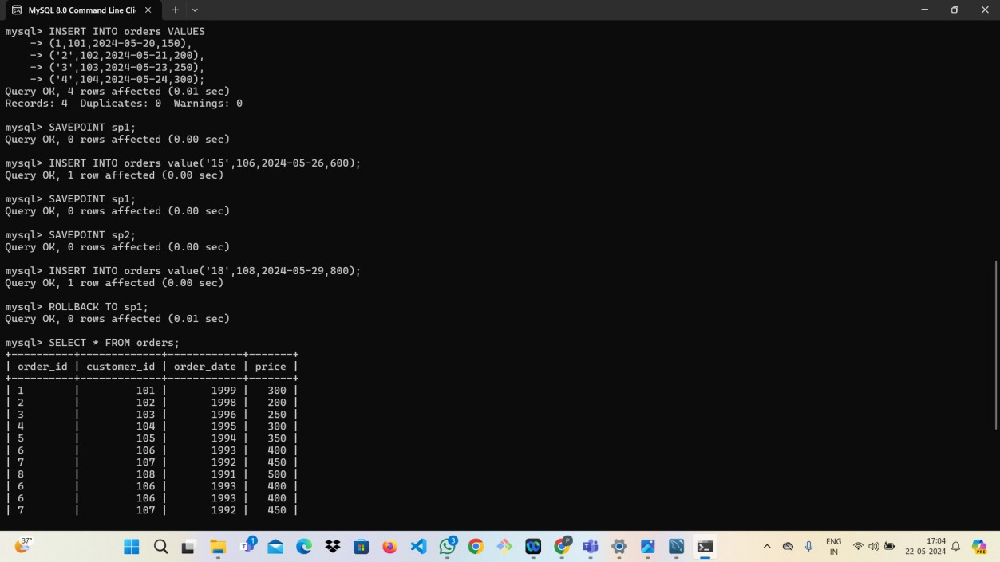 MySQL 8.0 Command Line Cli
mysql> INSERT INTO orders VALUES
    -> (1,101,2024-05-20,150),
    -> ('2',102,2024-05-21,200),
    -> ('3',103,2024-05-23,250),
    -> ('4',104,2024-05-24,300);
Query OK, 4 rows affected (0.01 sec)
Records: 4  Duplicates: 0  Warnings: 0
mysql> SAVEPOINT sp1;
Query OK, 0 rows affected (0.00 sec)
mysql> INSERT INTO orders value('15',106,2024-05-26,600);
Query OK, 1 row affected (0.00 sec)
mysql> SAVEPOINT sp1;
Query OK, 0 rows affected (0.00 sec)
mysql> SAVEPOINT sp2;
Query OK, 0 rows affected (0.00 sec)
mysql> INSERT INTO orders value('18',108,2024-05-29,800);
Query OK, 1 row affected (0.00 sec)
mysql> ROLLBACK TO sp1;
Query OK, 0 rows affected (0.01 sec)
mysql> SELECT * FROM orders;
+----------+-------------+------------+-------+
| order_id | customer_id | order_date | price |
+----------+-------------+------------+-------+
| 1        |         101 |       1999 |   300 |
| 2        |         102 |       1998 |   200 |
| 3        |         103 |       1996 |   250 |
| 4        |         104 |       1995 |   300 |
| 5        |         105 |       1994 |   350 |
| 6        |         106 |       1993 |   400 |
| 7        |         107 |       1992 |   450 |
| 8        |         108 |       1991 |   500 |
| 6        |         106 |       1993 |   400 |
| 6        |         106 |       1993 |   400 |
| 7        |         107 |       1992 |   450 |
37°
1
3
P
ENG
IN
17:04
22-05-2024
PRE